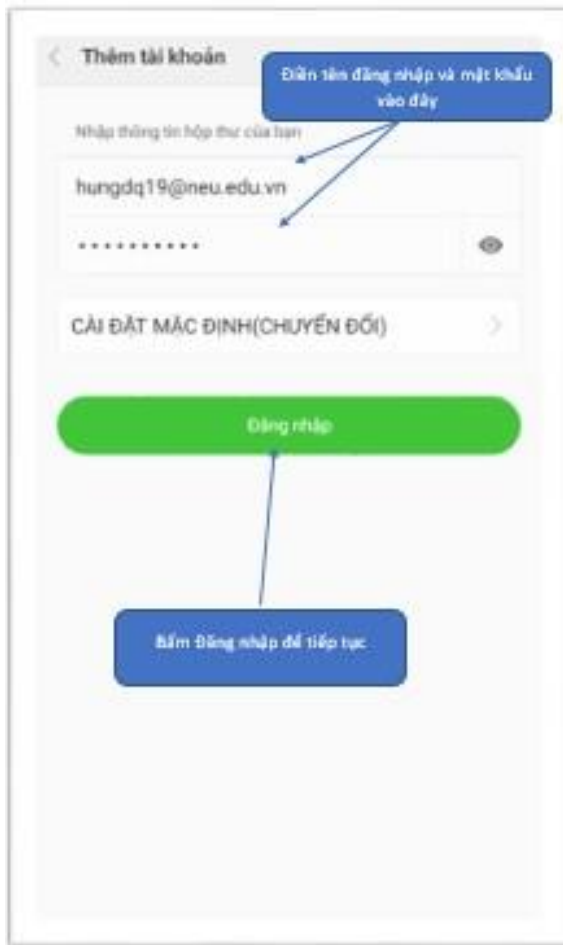 Thêm tài khoản
Điền tên đăng nhập và mật khẩu
vào đây
Nhập thông tin hộp thư của bạn
hungdq19@neu.edu.vn
••••••••••
CÀI ĐẶT MẶC ĐỊNH(CHUYỂN ĐỔI)
Đăng nhập
Bấm Đăng nhập để tiếp tục